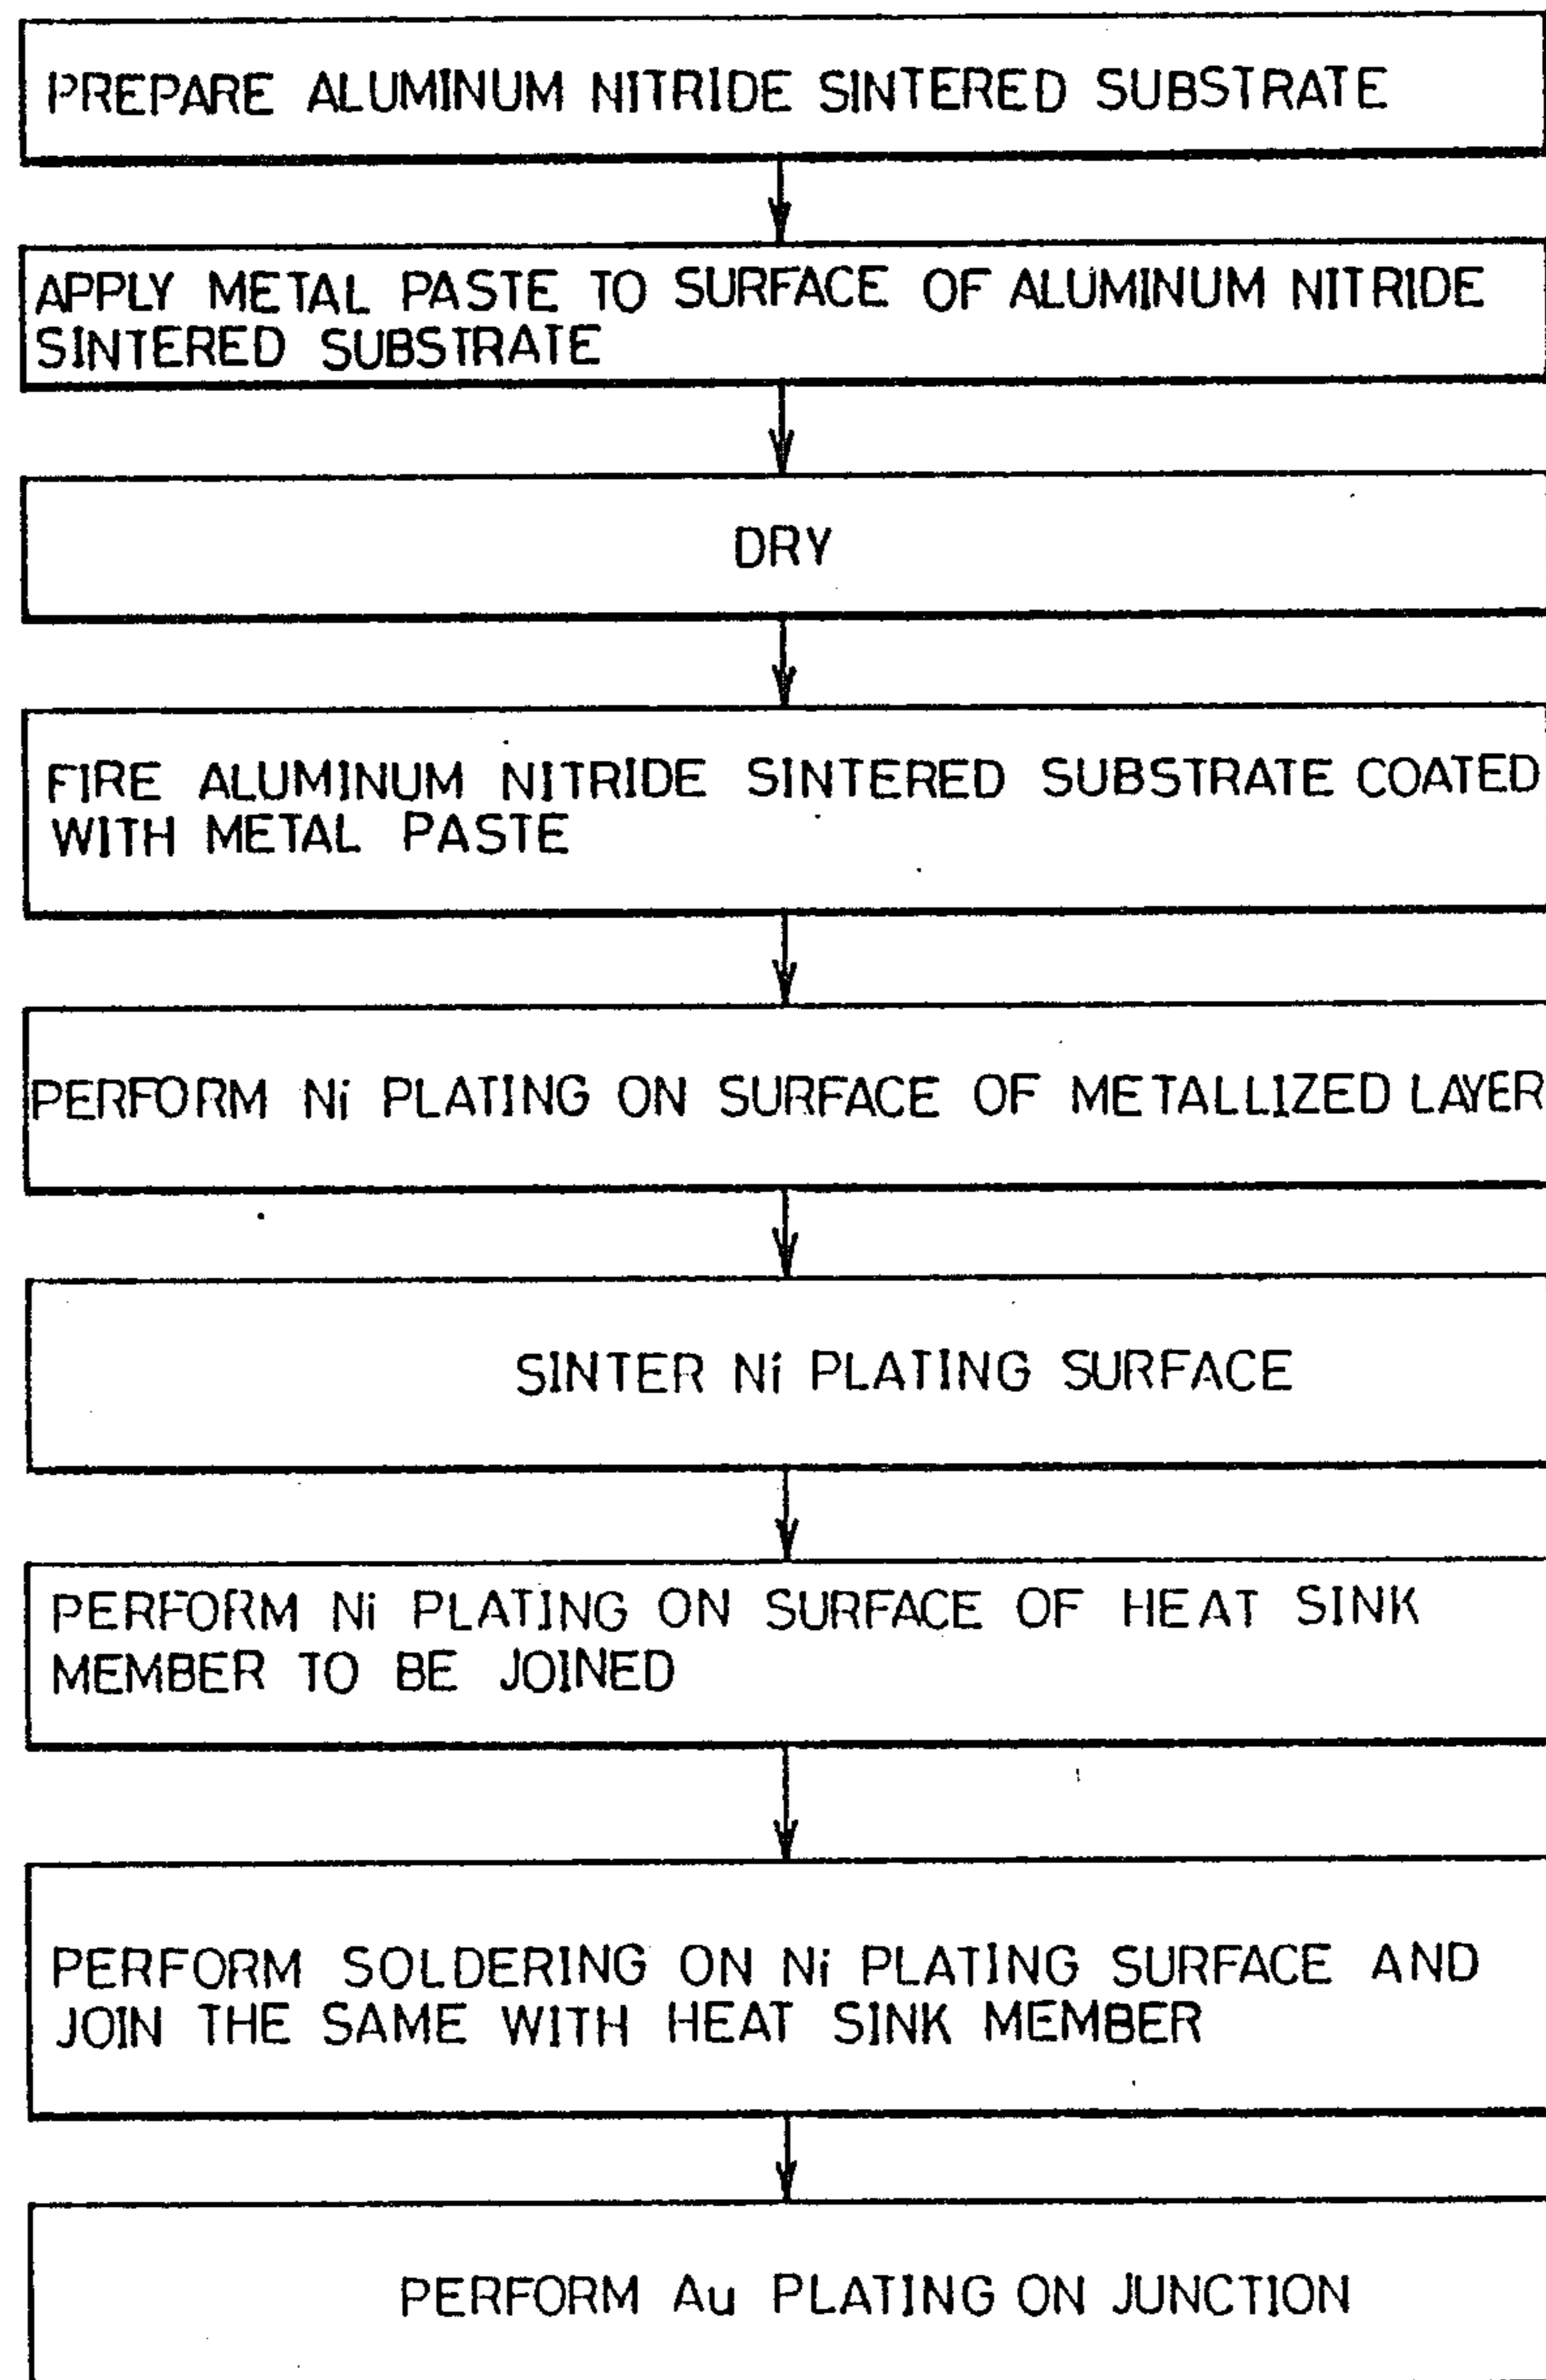 PREPARE ALUMINUM NITRIDE SINTERED SUBSTRATE
APPLY METAL PASTE TO SURFACE OF ALUMINUM NITRIDE
SINTERED SUBSTRATE
DRY
FIRE ALUMINUM NITRIDE SINTERED SUBSTRATE COATED
WITH METAL PASTE
PERFORM Ni PLATING ON SURFACE OF METALLIZED LAYER
SINTER Ni PLATING SURFACE
PERFORM Ni PLATING ON SURFACE OF HEAT SINK
MEMBER TO BE JOINED
PERFORM SOLDERING ON Ni PLATING SURFACE AND
JOIN THE SAME WITH HEAT SINK MEMBER
PERFORM Au PLATING ON JUNCTION